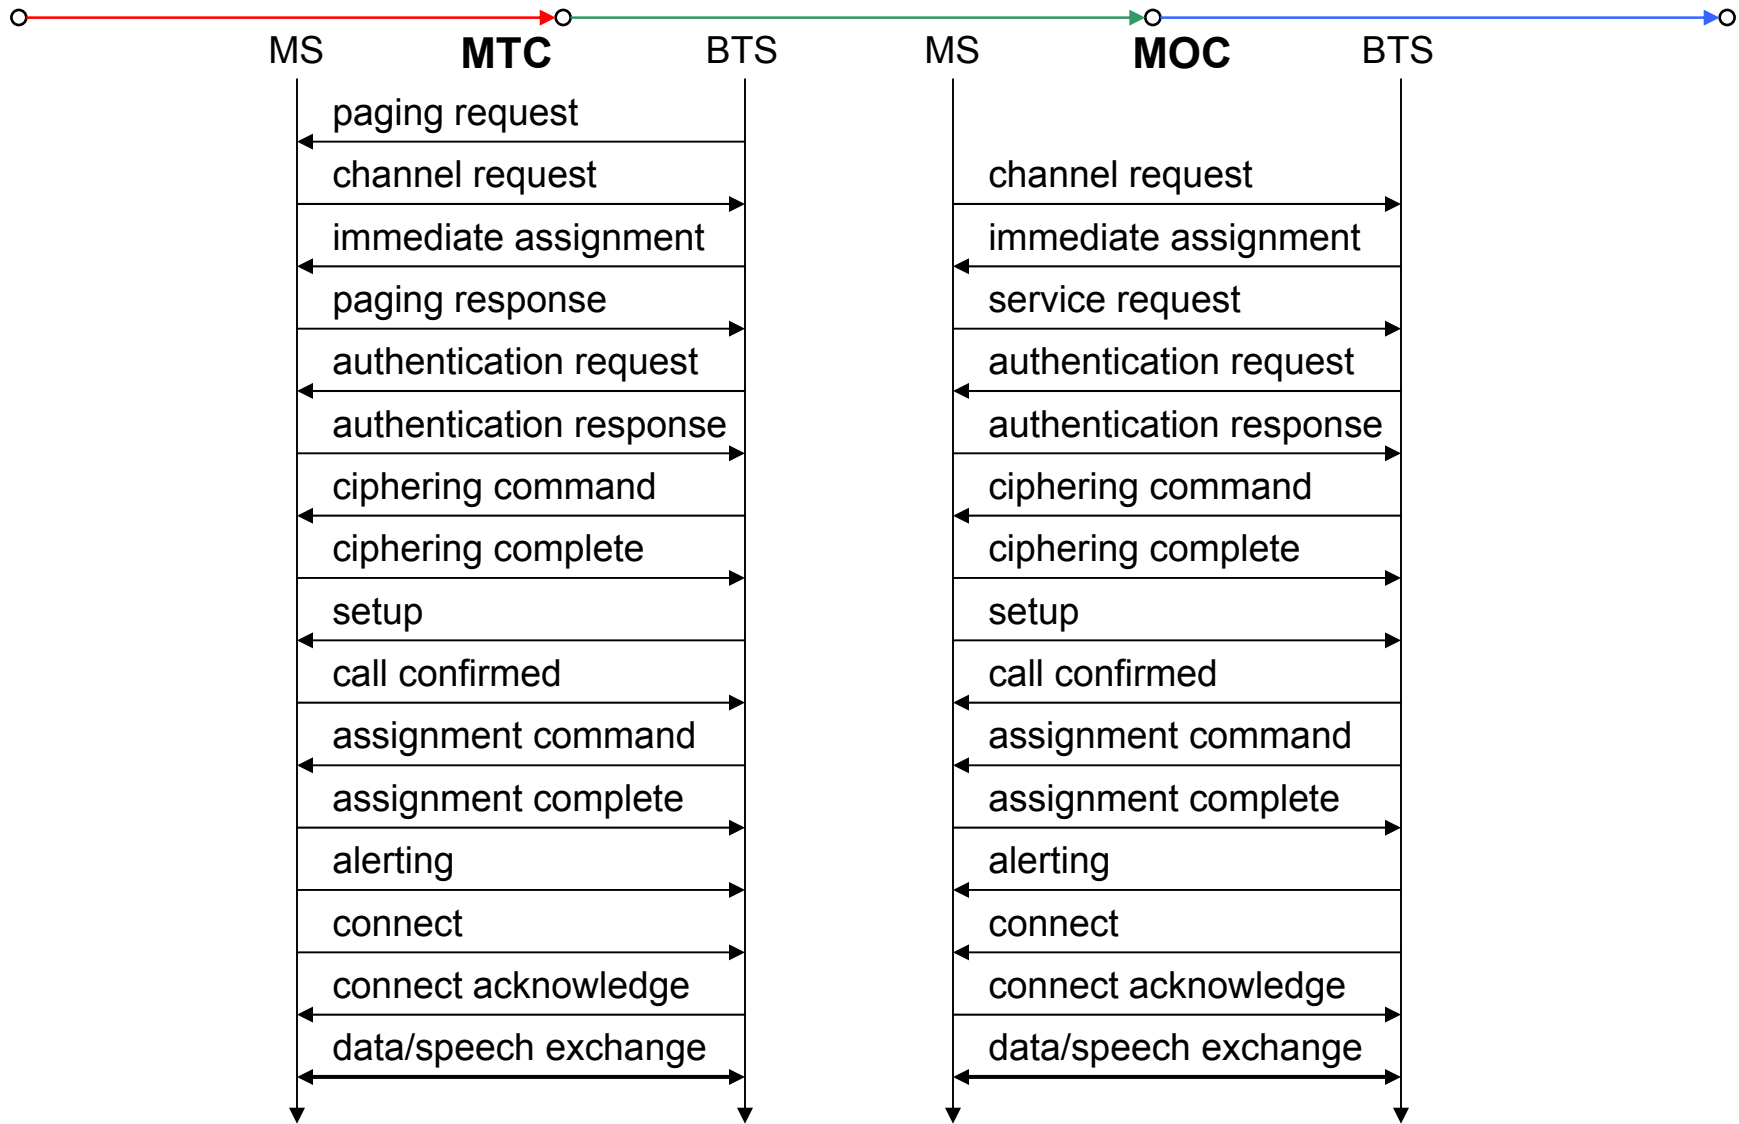 MS MTC BTS MS MOC BTS
paging request
channel request channel request
immediate assignment immediate assignment
paging response service request
authentication request authentication request
authentication response authentication response
ciphering command ciphering command
ciphering complete ciphering complete
setup setup
call confirmed call confirmed
assignment command assignment command
assignment complete assignment complete
alerting alerting
connect connect
connect acknowledge connect acknowledge
data/speech exchange data/speech exchange